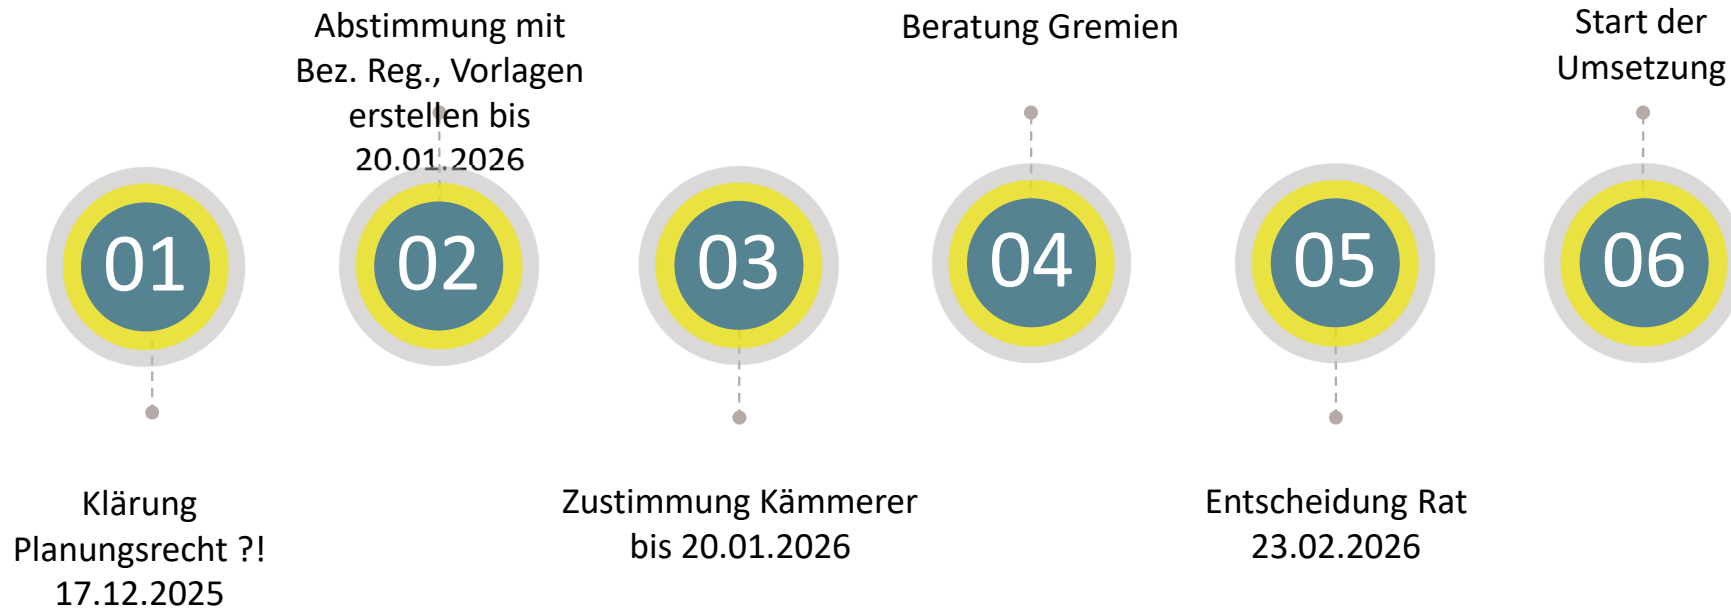 01
Klärung
Planungsrecht ?!
17.12.2025
Abstimmung mit
Bez. Reg., Vorlagen
erstellen bis
20.01.2026
02
03
Zustimmung Kämmerer
bis 20.01.2026
Beratung Gremien
04
05
Entscheidung Rat
23.02.2026
Start der
Umsetzung
06